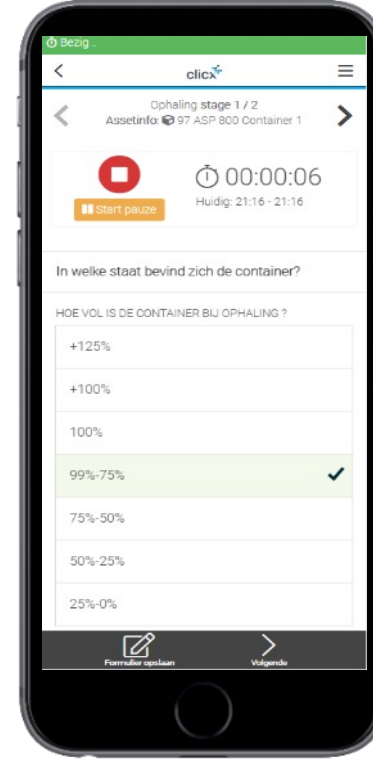 Bezig..
clicx
Ophaling stage 1 / 2
Assetinfo: 97 ASP 800 Container 1
00:00:06
Start pauze
Huidig: 21:16 - 21:16
In welke staat bevind zich de container?
HOE VOL IS DE CONTAINER BIJ OPHALING ?
+125%
+100%
100%
99%-75%
75%-50%
50%-25%
25%-0%
Formulier opslaan
Volgende